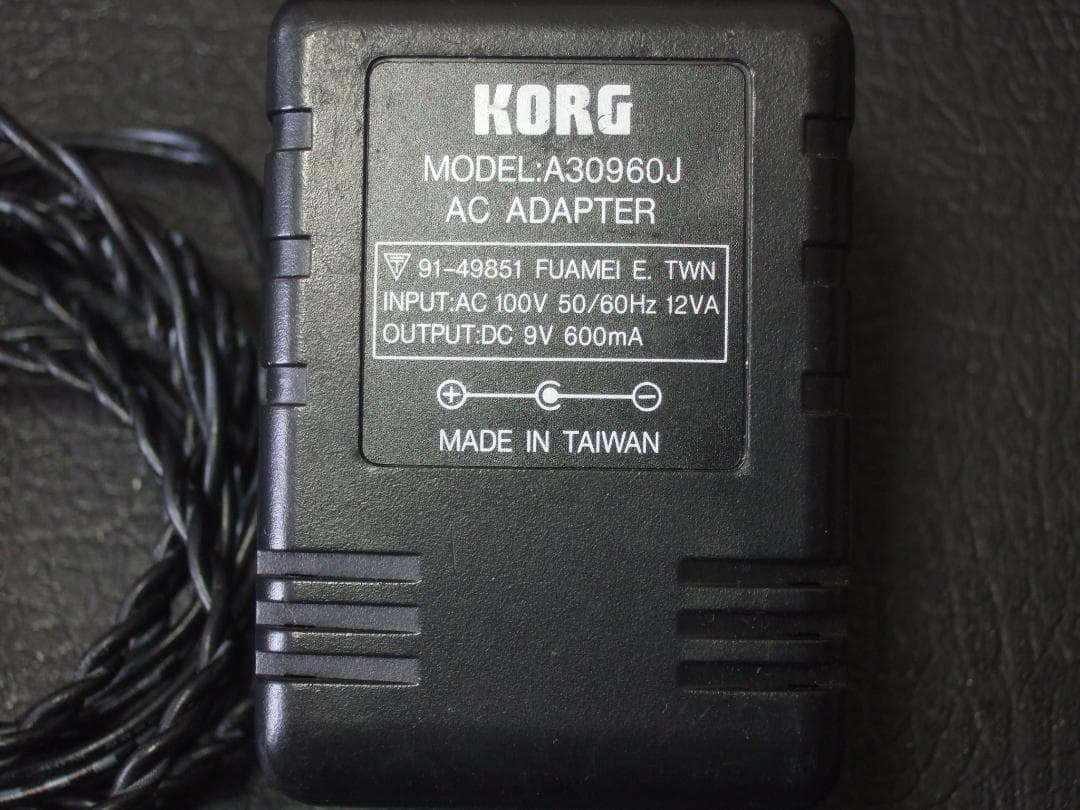 KORG
MODEL:A30960J
AC ADAPTER
91-49851 FUAMEI E. TWN
INPUT:AC 100V 50/60Hz 12VA
OUTPUT:DC 9V 600mA
+ −
MADE IN TAIWAN